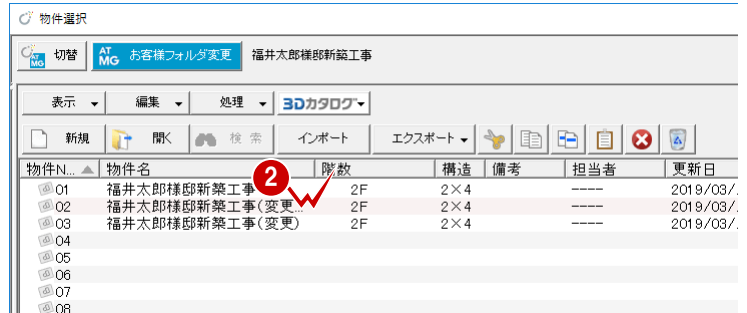 物件選択
AT MG 切替 AT MG お客様フォルダ変更 福井太郎様邸新築工事
表示 編集 処理 3Dカタログ
新規 開く 検索 インポート エクスポート
物件N... 物件名 階数 構造 備考 担当者 更新日
01 福井太郎様邸新築工事 2F 2×4 ---- 2019/03/
02 福井太郎様邸新築工事(変更... 2F 2×4 ---- 2019/03/
03 福井太郎様邸新築工事(変更) 2F 2×4 ---- 2019/03/
04
05
06
07
08
2